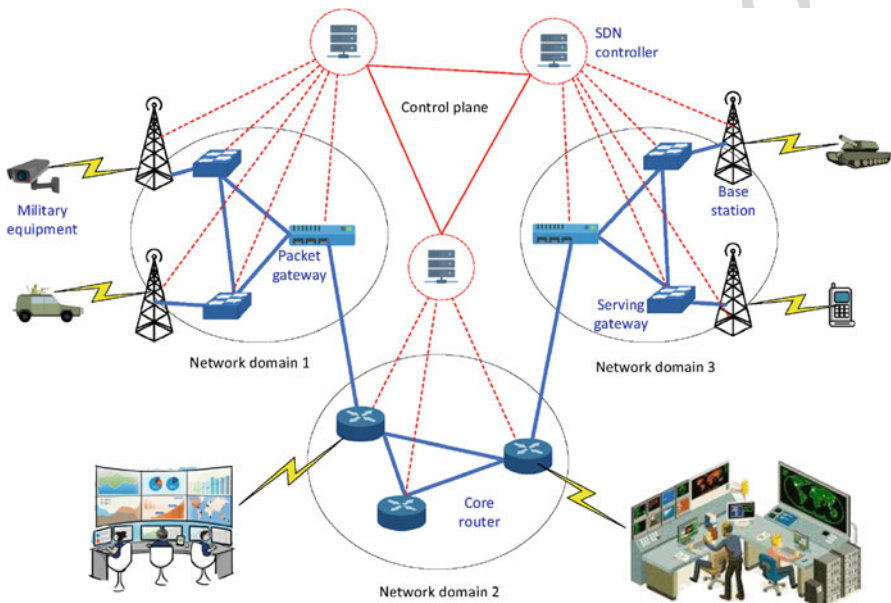 SDN
controller
Control plane
Military
equipment
Base
station
Packet
gateway
Serving
gateway
Network domain 1
Network domain 3
Core
router
Network domain 2